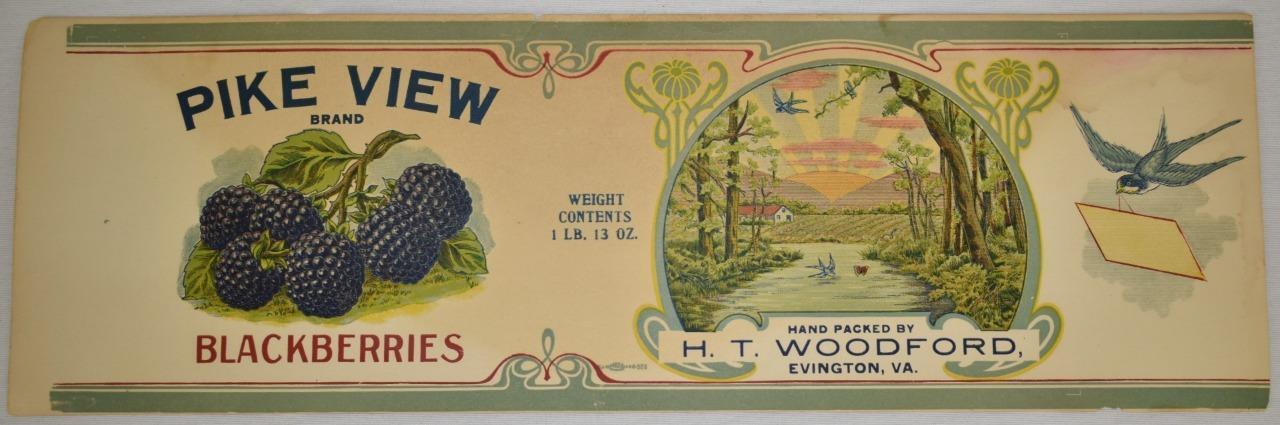 PIKE VIEW
BRAND
BLACKBERRIES
WEIGHT
CONTENTS
1 LB. 13 OZ.
HAND PACKED BY
H. T. WOODFORD,
EVINGTON, VA.